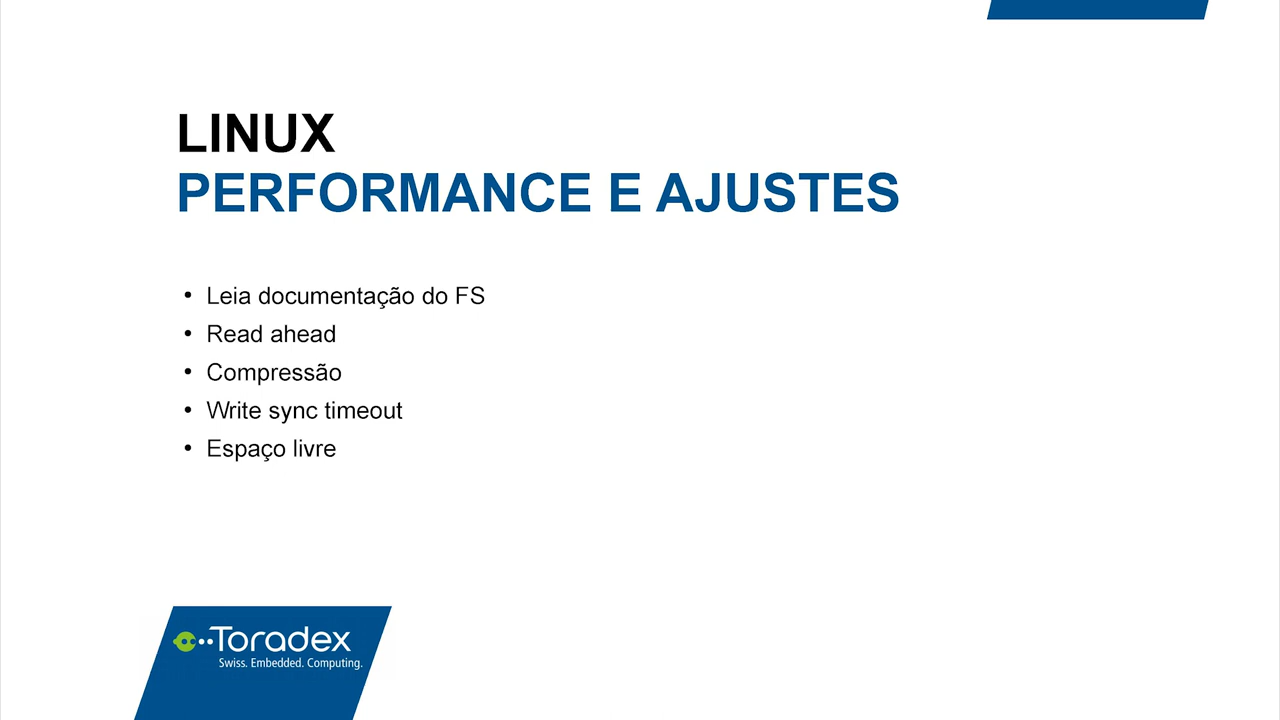 LINUX
PERFORMANCE E AJUSTES
• Leia documentação do FS
• Read ahead
• Compressão
• Write sync timeout
• Espaço livre
Toradex
Swiss. Embedded. Computing.